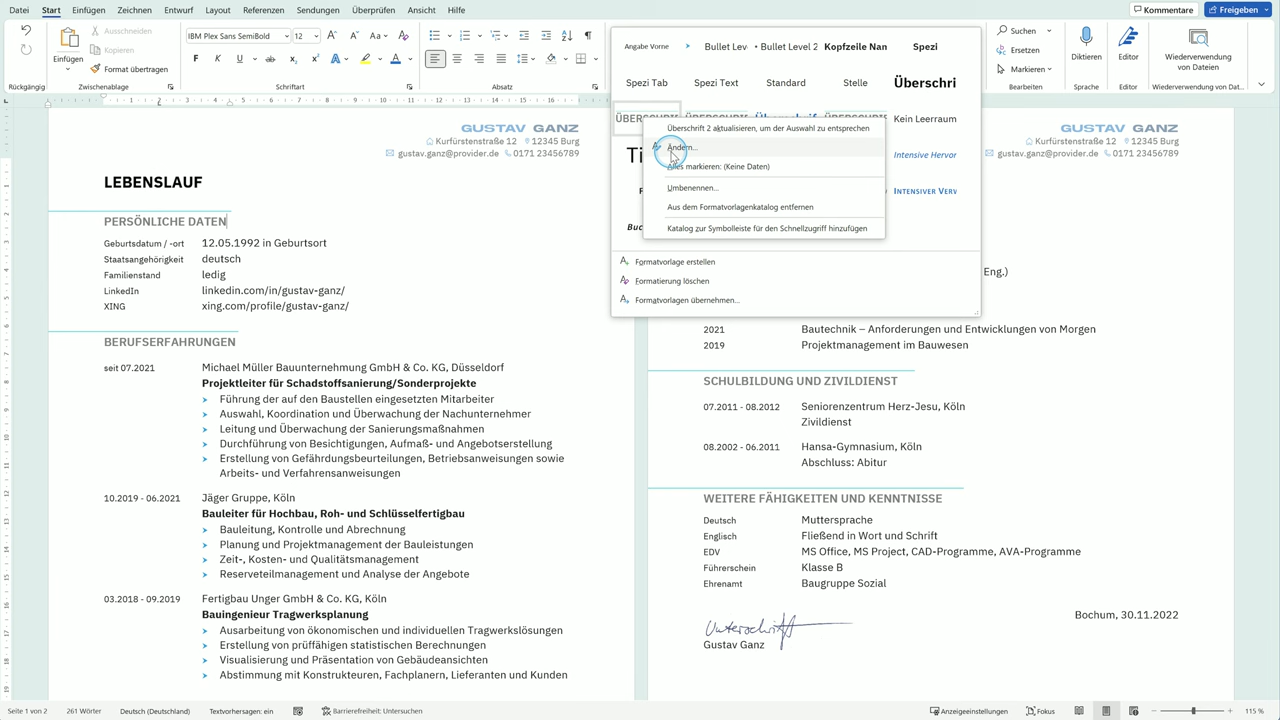 Datei Start Einfügen Zeichnen Entwurf Layout Referenzen Sendungen Überprüfen Ansicht Hilfe Kommentare Freigeben
Einfügen
Ausschneiden
Kopieren
Format übertragen
IBM Plex Sans SemiBold 12
Rückgängig Zwischenablage Schriftart Absatz
Angabe Vorne Bullet Lev • Bullet Level 2 Kopfzeile Nan Spezi
Spezi Tab Spezi Text Standard Stelle Überschri
Kein Leerraum
Intensive Hervor
Intensiver Verv
Überschrift 2 aktualisieren, um der Auswahl zu entsprechen
Ändern...
Alles markieren: (Keine Daten)
Umbenennen...
Aus dem Formatvorlagenkatalog entfernen
Katalog zur Symbolleiste für den Schnellzugriff hinzufügen
Formatvorlage erstellen
Formatierung löschen
Formatvorlagen übernehmen...
Suchen
Ersetzen
Markieren
Bearbeiten
Diktieren
Sprache
Editor
Editor
Wiederverwendung von Dateien
Wiederverwendung von Dat...
GUSTAV GANZ
Kurfürstenstraße 12 12345 Burg
gustav.ganz@provider.de 0171 23456789
LEBENSLAUF
PERSÖNLICHE DATEN
Geburtsdatum / -ort 12.05.1992 in Geburtsort
Staatsangehörigkeit deutsch
Familienstand ledig
LinkedIn linkedin.com/in/gustav-ganz/
XING xing.com/profile/gustav-ganz/
BERUFSERFAHRUNGEN
seit 07.2021 Michael Müller Bauunternehmung GmbH & Co. KG, Düsseldorf
Projektleiter für Schadstoffsanierung/Sonderprojekte
Führung der auf den Baustellen eingesetzten Mitarbeiter
Auswahl, Koordination und Überwachung der Nachunternehmer
Leitung und Überwachung der Sanierungsmaßnahmen
Durchführung von Besichtigungen, Aufmaß- und Angebotserstellung
Erstellung von Gefährdungsbeurteilungen, Betriebsanweisungen sowie
Arbeits- und Verfahrensanweisungen
10.2019 - 06.2021 Jäger Gruppe, Köln
Bauleiter für Hochbau, Roh- und Schlüsselfertigbau
Bauleitung, Kontrolle und Abrechnung
Planung und Projektmanagement der Bauleistungen
Zeit-, Kosten- und Qualitätsmanagement
Reserveteilmanagement und Analyse der Angebote
03.2018 - 09.2019 Fertigbau Unger GmbH & Co. KG, Köln
Bauingenieur Tragwerksplanung
Ausarbeitung von ökonomischen und individuellen Tragwerkslösungen
Erstellung von prüffähigen statistischen Berechnungen
Visualisierung und Präsentation von Gebäudeansichten
Abstimmung mit Konstrukteuren, Fachplanern, Lieferanten und Kunden
GUSTAV GANZ
Kurfürstenstraße 12 12345 Burg
gustav.ganz@provider.de 0171 23456789
Eng.)
2021 Bautechnik – Anforderungen und Entwicklungen von Morgen
2019 Projektmanagement im Bauwesen
SCHULBILDUNG UND ZIVILDIENST
07.2011 - 08.2012 Seniorenzentrum Herz-Jesu, Köln
Zivildienst
08.2002 - 06.2011 Hansa-Gymnasium, Köln
Abschluss: Abitur
WEITERE FÄHIGKEITEN UND KENNTNISSE
Deutsch Muttersprache
Englisch Fließend in Wort und Schrift
EDV MS Office, MS Project, CAD-Programme, AVA-Programme
Führerschein Klasse B
Ehrenamt Baugruppe Sozial
Bochum, 30.11.2022
Unterschrift
Gustav Ganz
Seite 1 von 2 261 Wörter Deutsch (Deutschland) Textvorhersagen: ein Barrierefreiheit: Untersuchen Anzeigeeinstellungen Fokus 115 %